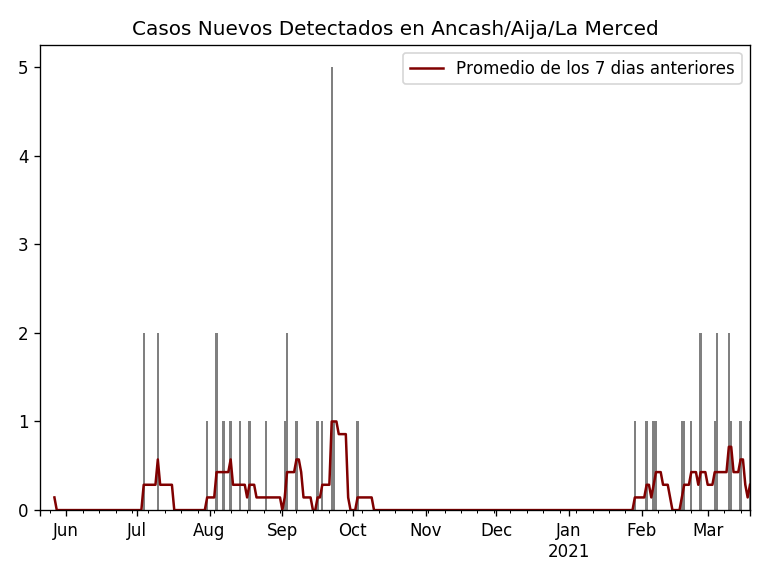 Casos Nuevos Detectados en Ancash/Aija/La Merced
Promedio de los 7 dias anteriores
5
4
3
2
1
0
Jun Jul Aug Sep Oct Nov Dec Jan Feb Mar
2021